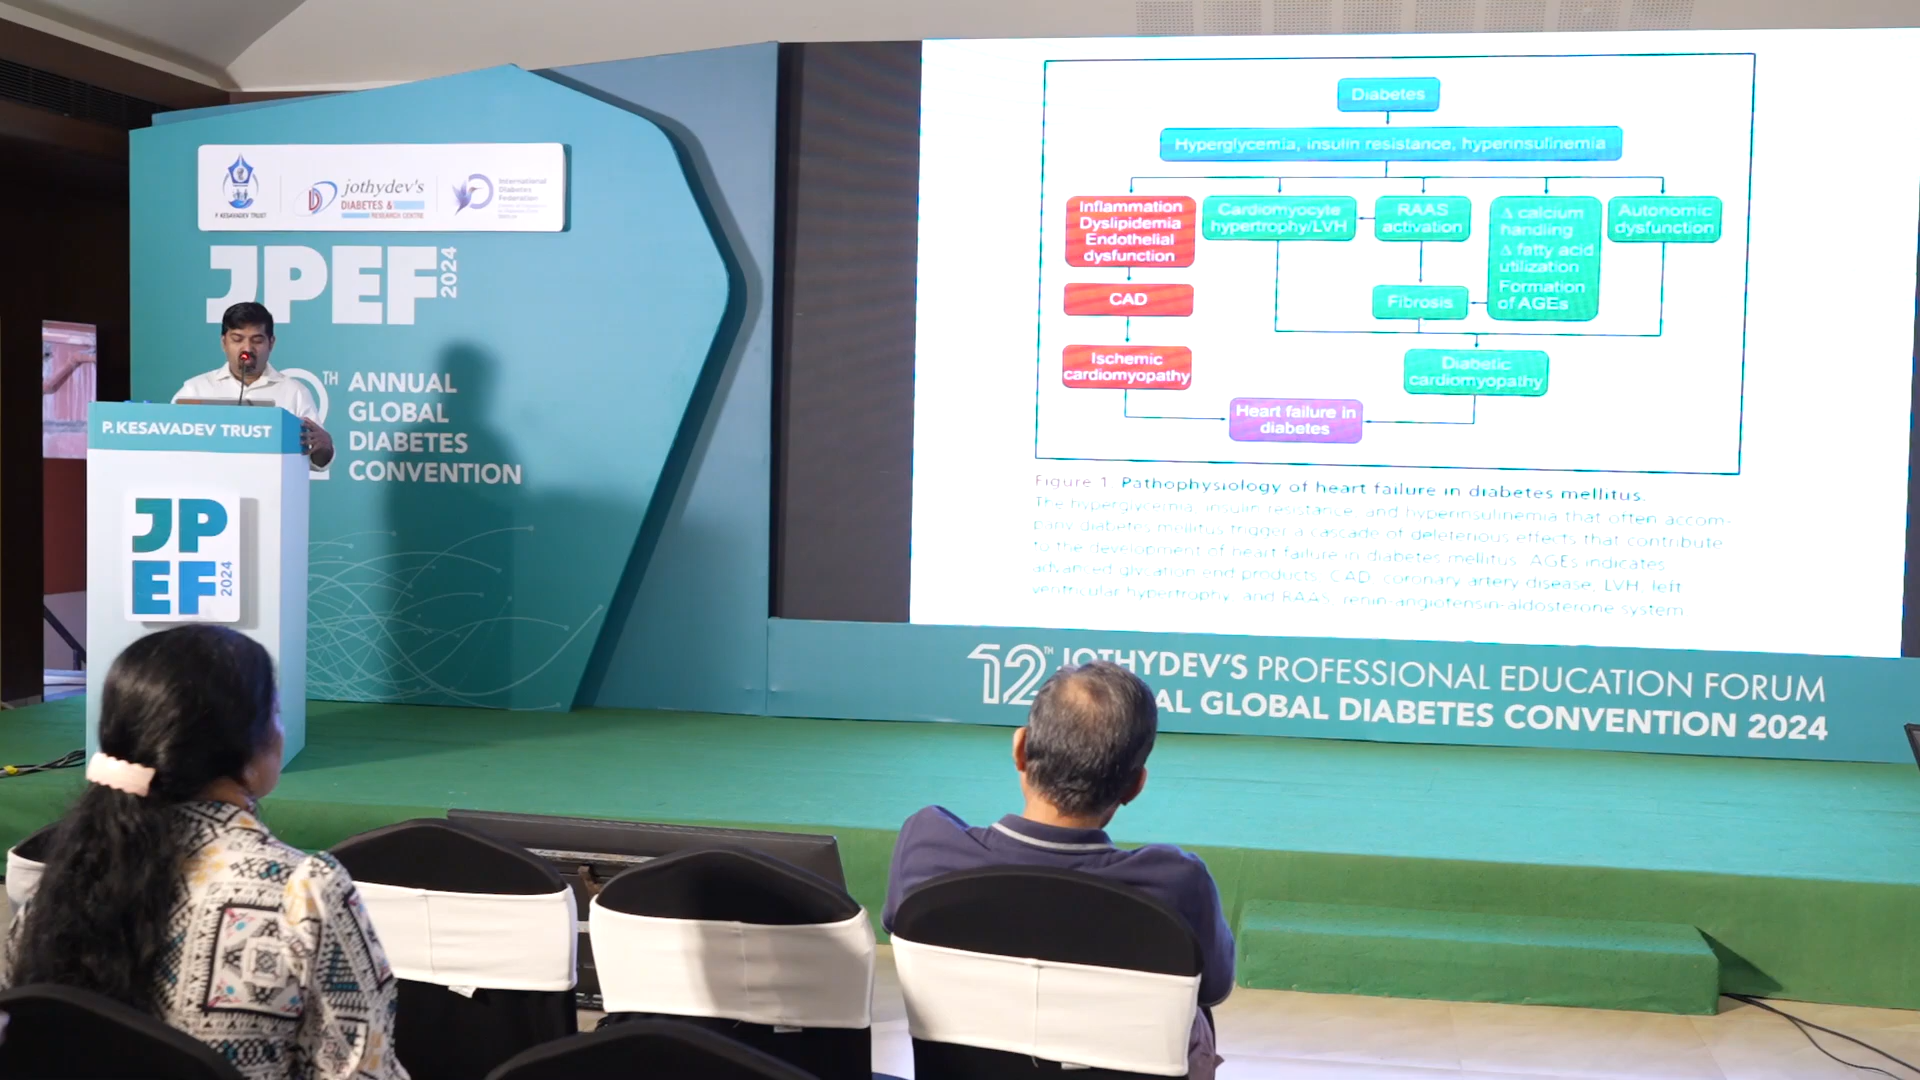 P. KESAVADEV TRUST
jothydev's
DIABETES &
RESEARCH CENTRE
International
Diabetes
Federation
JPEF 2024
TH
ANNUAL
GLOBAL
DIABETES
CONVENTION
P.KESAVADEV TRUST
JP
EF 2024
Diabetes
Hyperglycemia, insulin resistance, hyperinsulinemia
Inflammation
Dyslipidemia
Endothelial
dysfunction
Cardiomyocyte
hypertrophy/LVH
RAAS
activation
Δ calcium
handling
Δ fatty acid
utilization
Formation
of AGEs
Autonomic
dysfunction
CAD
Fibrosis
Ischemic
cardiomyopathy
Diabetic
cardiomyopathy
Heart failure in
diabetes
Figure 1. Pathophysiology of heart failure in diabetes mellitus.
The hyperglycemia, insulin resistance, and hyperinsulinemia that often accom-
pany diabetes mellitus trigger a cascade of deleterious effects that contribute
to the development of heart failure in diabetes mellitus. AGEs indicates
advanced glycation end products; CAD, coronary artery disease; LVH, left
ventricular hypertrophy; and RAAS, renin-angiotensin-aldosterone system.
12TH JOTHYDEV'S PROFESSIONAL EDUCATION FORUM
AL GLOBAL DIABETES CONVENTION 2024